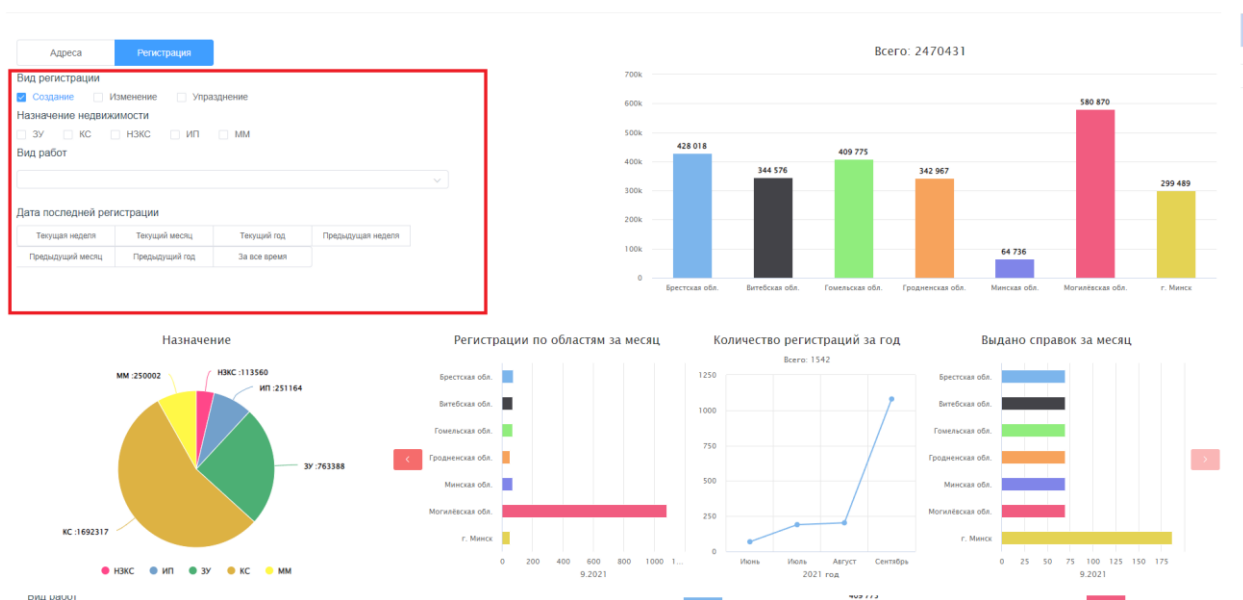 Адреса
Регистрация
Вид регистрации
Создание Изменение Упразднение
Назначение недвижимости
ЗУ КС НЗКС ИП ММ
Вид работ
Дата последней регистрации
Текущая неделя Текущий месяц Текущий год Предыдущая неделя
Предыдущий месяц Предыдущий год За все время
Всего: 2470431
700k
600k
500k
400k
300k
200k
100k
0
428 018
344 576
409 775
342 967
64 736
580 870
299 489
Брестская обл. Витебская обл. Гомельская обл. Гродненская обл. Минская обл. Могилёвская обл. г. Минск
Назначение
ММ :250002
НЗКС :113560
ИП :251164
ЗУ :763388
КС :1692317
НЗКС ИП ЗУ КС ММ
Регистрации по областям за месяц
Брестская обл.
Витебская обл.
Гомельская обл.
Гродненская обл.
Минская обл.
Могилёвская обл.
г. Минск
0 200 400 600 800 1000 1...
9.2021
Количество регистраций за год
Всего: 1542
1250
1000
750
500
250
0
Июнь Июль Август Сентябрь
2021 год
Выдано справок за месяц
Брестская обл.
Витебская обл.
Гомельская обл.
Гродненская обл.
Минская обл.
Могилёвская обл.
г. Минск
0 25 50 75 100 125 150 175
9.2021
Вид работ
409 775